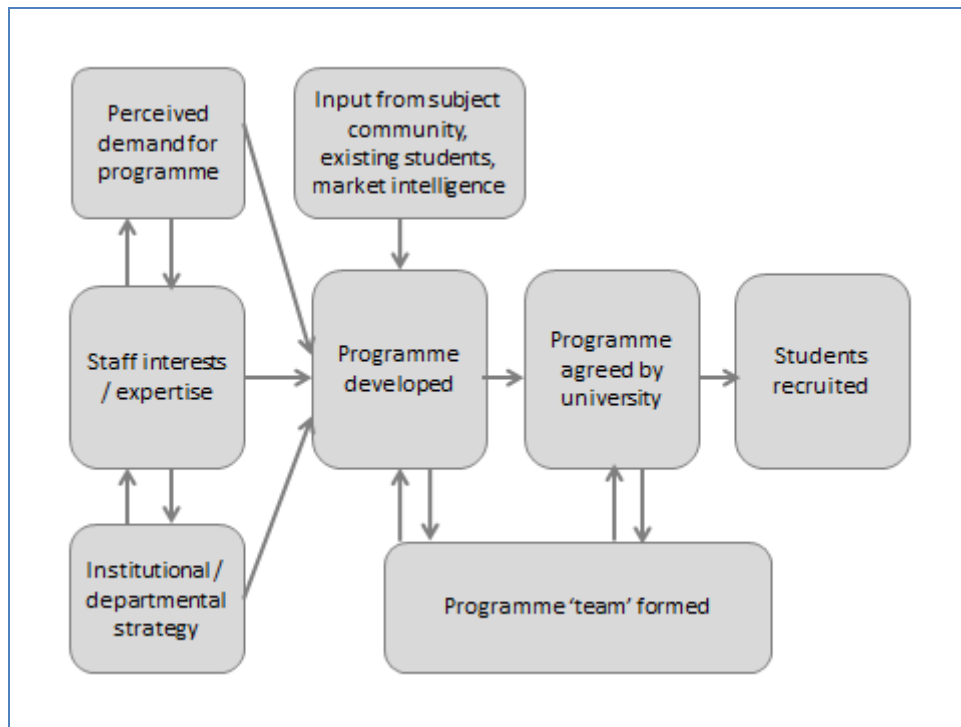 Perceived
demand for
programme
Input from subject
community,
existing students,
market intelligence
Staff interests
/ expertise
Programme
developed
Programme
agreed by
university
Students
recruited
Institutional /
departmental
strategy
Programme ‘team’ formed